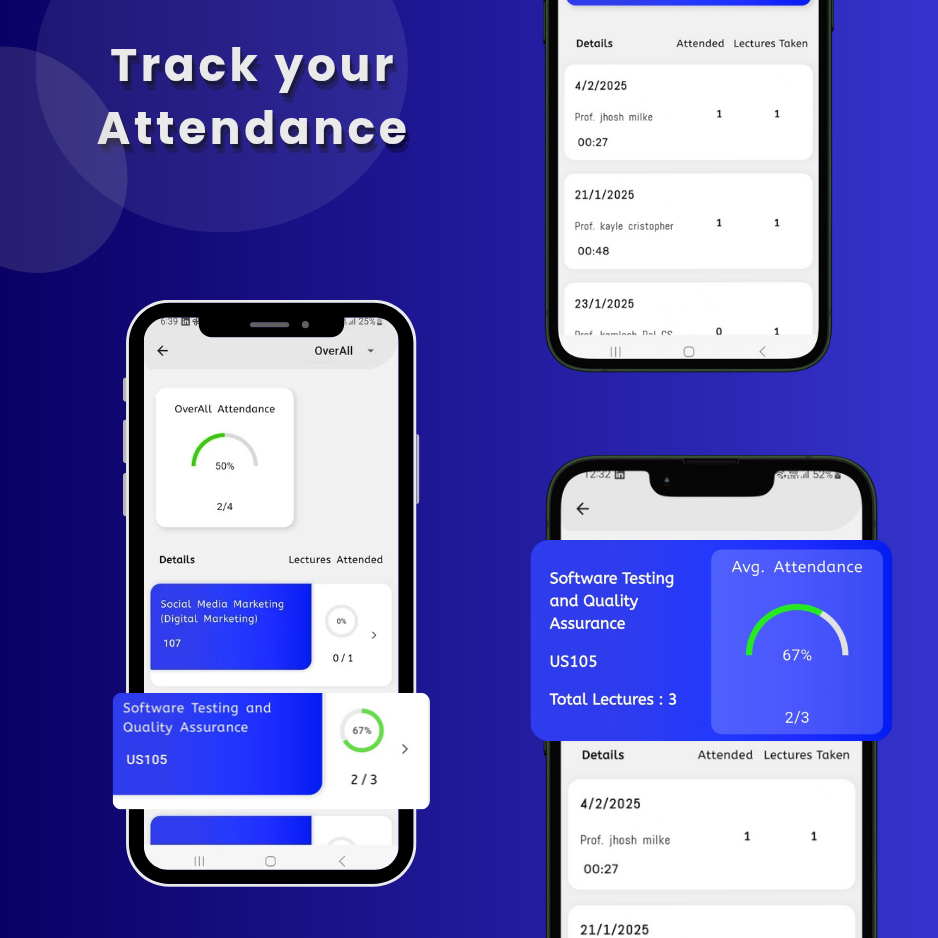 Track your
Attendance
Details Attended Lectures Taken
4/2/2025
Prof. jhosh milke 1 1
00:27
21/1/2025
Prof. kayle cristopher 1 1
00:48
23/1/2025
Prof. 0 1
6:39 25%
OverAll
OverAll Attendance
50%
2/4
Details Lectures Attended
Social Media Marketing
(Digital Marketing)
0%
107
0 / 1
Software Testing and
Quality Assurance
67%
US105
2 / 3
12:32 52%
Software Testing
and Quality
Assurance
US105
Total Lectures : 3
Avg. Attendance
67%
2/3
Details Attended Lectures Taken
4/2/2025
Prof. jhosh milke 1 1
00:27
21/1/2025